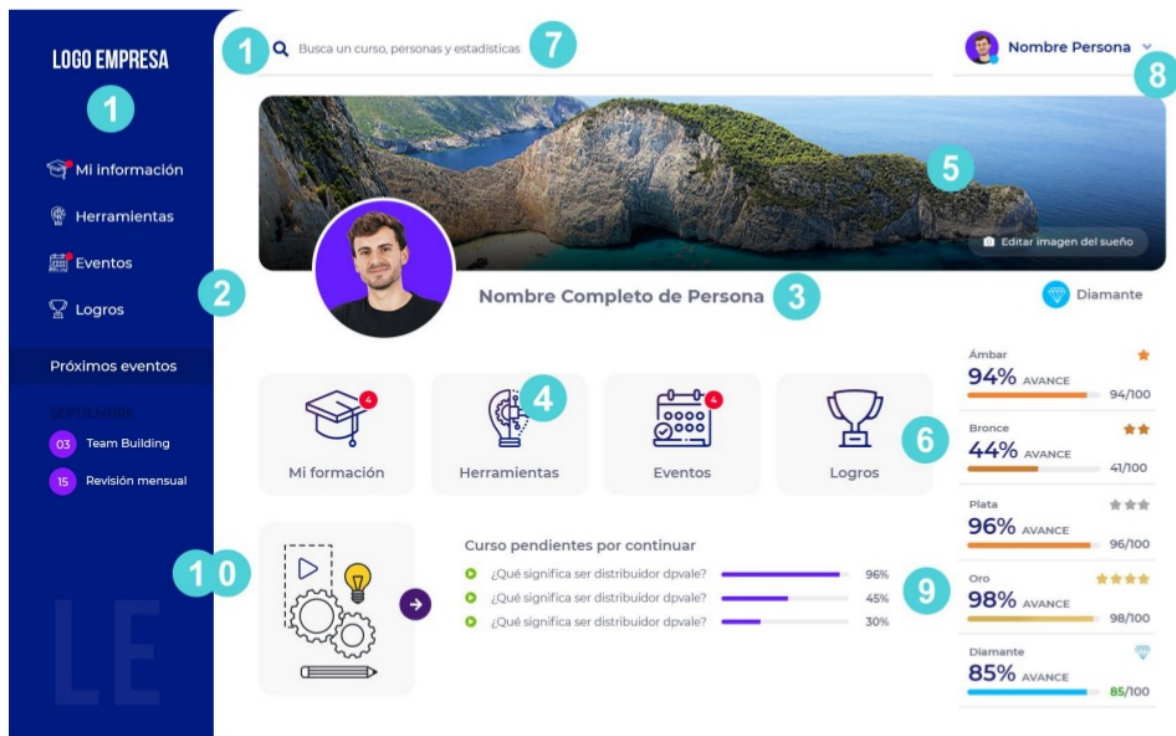 LOGO EMPRESA
1
Mi información
Herramientas
Eventos
2
Logros
Próximos eventos
SEPTIEMBRE
03 Team Building
15 Revisión mensual
1 0
LE
1 Busca un curso, personas y estadísticas 7
Nombre Persona
8
5
Editar imagen del sueño
Nombre Completo de Persona 3
Diamante
4
Mi formación
4
Herramientas
4
Eventos
Logros
6
Curso pendientes por continuar
¿Qué significa ser distribuidor dpvale? 96%
¿Qué significa ser distribuidor dpvale? 45%
¿Qué significa ser distribuidor dpvale? 30%
9
Ámbar
94% AVANCE
94/100
Bronce
44% AVANCE
41/100
Plata
96% AVANCE
96/100
Oro
98% AVANCE
98/100
Diamante
85% AVANCE
85/100